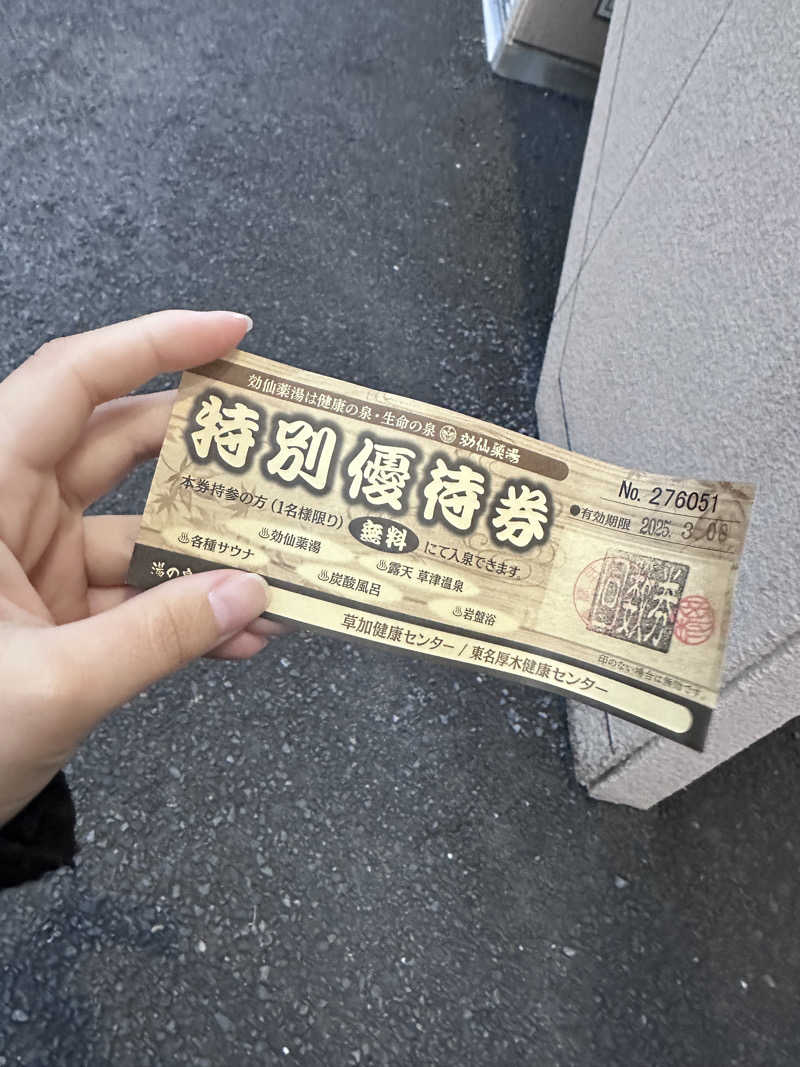 効仙薬湯は健康の泉・生命の泉 効仙薬湯
特別優待券
No. 276051
●有効期限 2025. 3. 08
本券持参の方（1名様限り）無料にて入泉できます。
♨各種サウナ ♨効仙薬湯 ♨炭酸風呂 ♨露天 草津温泉 ♨岩盤浴
印のない場合は無効です。
湯の
草加健康センター / 東名厚木健康センター